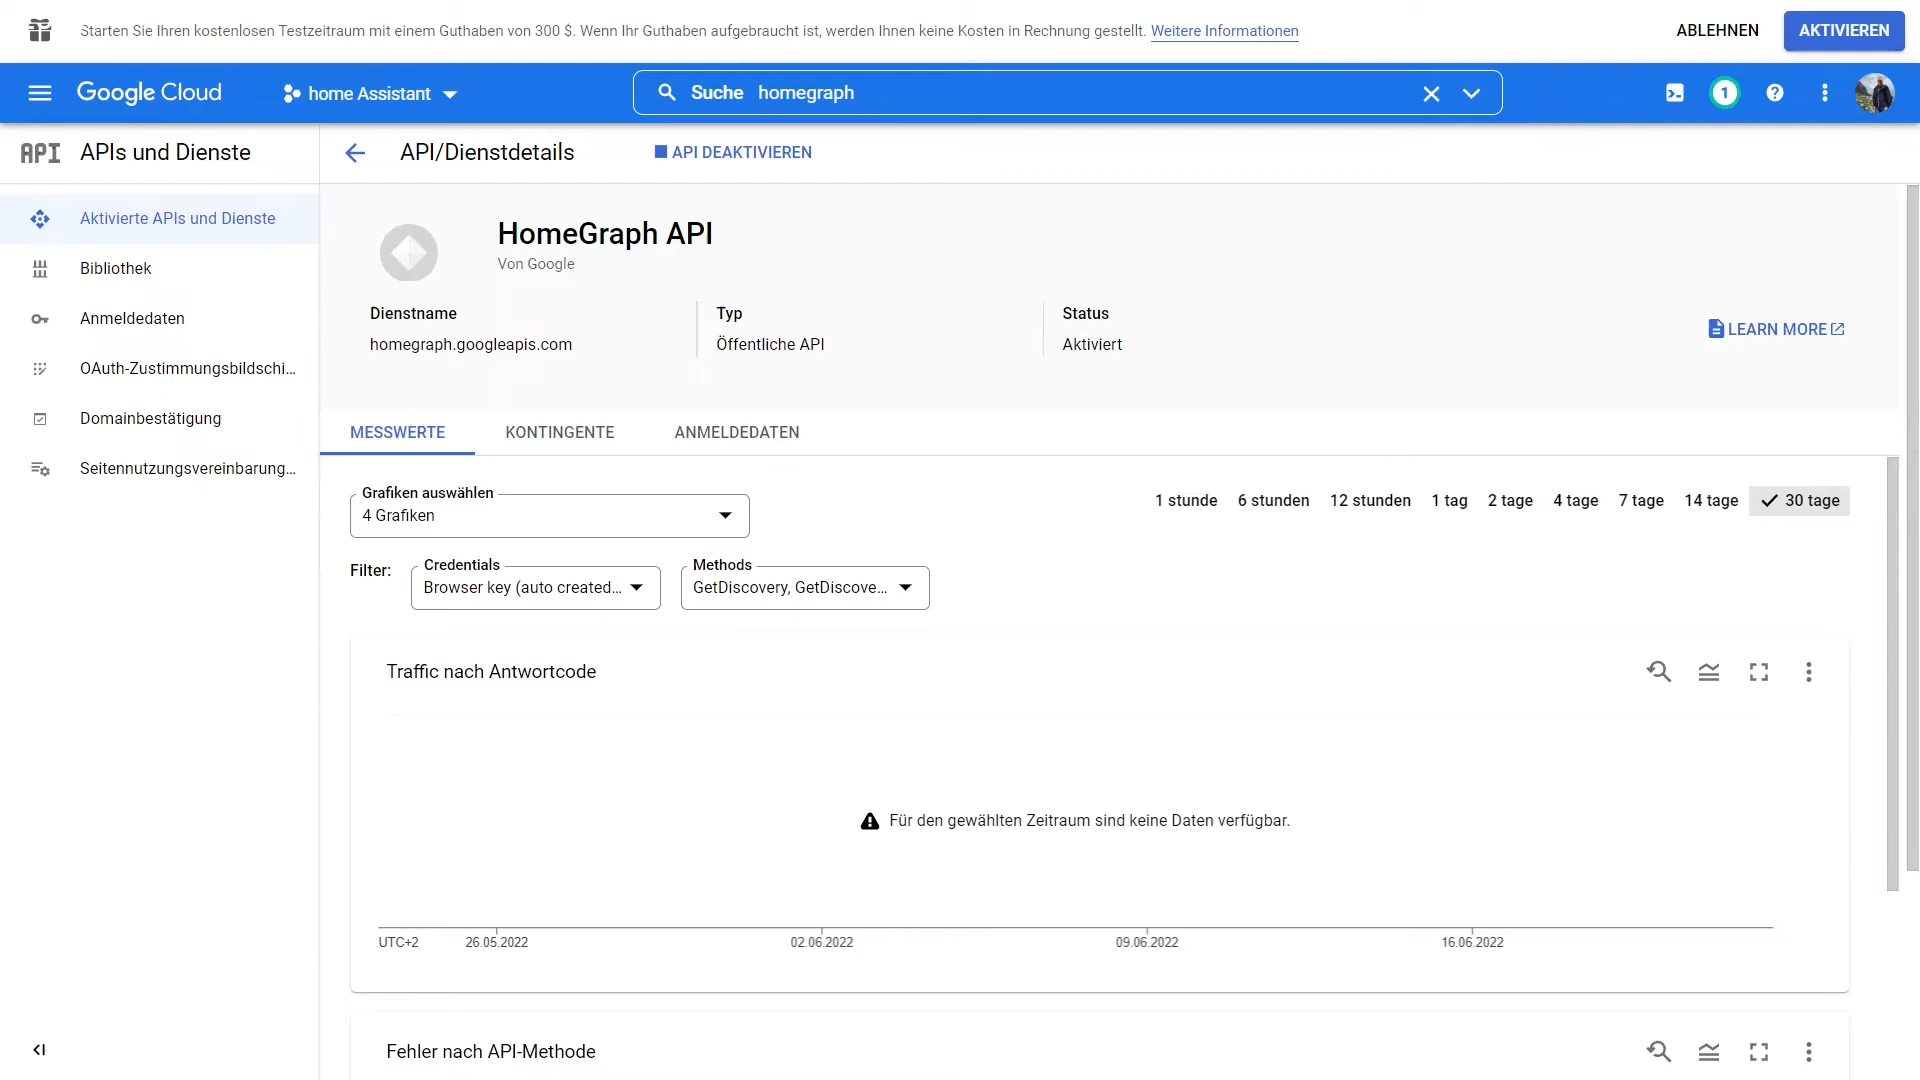 Starten Sie Ihren kostenlosen Testzeitraum mit einem Guthaben von 300 $. Wenn Ihr Guthaben aufgebraucht ist, werden Ihnen keine Kosten in Rechnung gestellt. Weitere Informationen
ABLEHNEN
AKTIVIEREN
Google Cloud
home Assistant
Suche homegraph
1
API APIs und Dienste
API/Dienstdetails
API DEAKTIVIEREN
Aktivierte APIs und Dienste
Bibliothek
Anmeldedaten
OAuth-Zustimmungsbildschi...
Domainbestätigung
Seitennutzungsvereinbarung...
HomeGraph API
Von Google
Dienstname
homegraph.googleapis.com
Typ
Öffentliche API
Status
Aktiviert
LEARN MORE
MESSWERTE
KONTINGENTE
ANMELDEDATEN
Grafiken auswählen
4 Grafiken
1 stunde
6 stunden
12 stunden
1 tag
2 tage
4 tage
7 tage
14 tage
30 tage
Filter:
Credentials
Browser key (auto created...
Methods
GetDiscovery, GetDiscove...
Traffic nach Antwortcode
Für den gewählten Zeitraum sind keine Daten verfügbar.
UTC+2
26.05.2022
02.06.2022
09.06.2022
16.06.2022
Fehler nach API-Methode